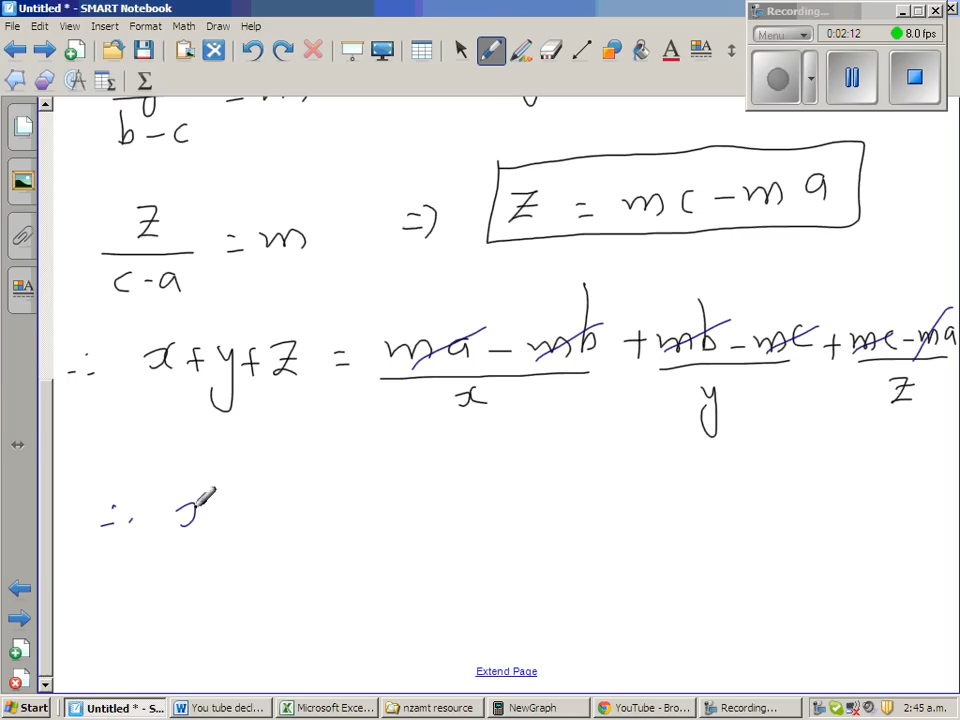 Untitled * - SMART Notebook
File Edit View Insert Format Math Draw Help
Recording...
Menu 0:02:12 8.0 fps
b - c
z / (c - a) = m => z = mc - ma
∴ x + y + z = ma - mb + mb - mc + mc - ma
x y z
∴ x
Extend Page
Start Untitled * - S... You tube decl... Microsoft Exc... nzamt resource NewGraph YouTube - Bro... Recording... 2:45 a.m.